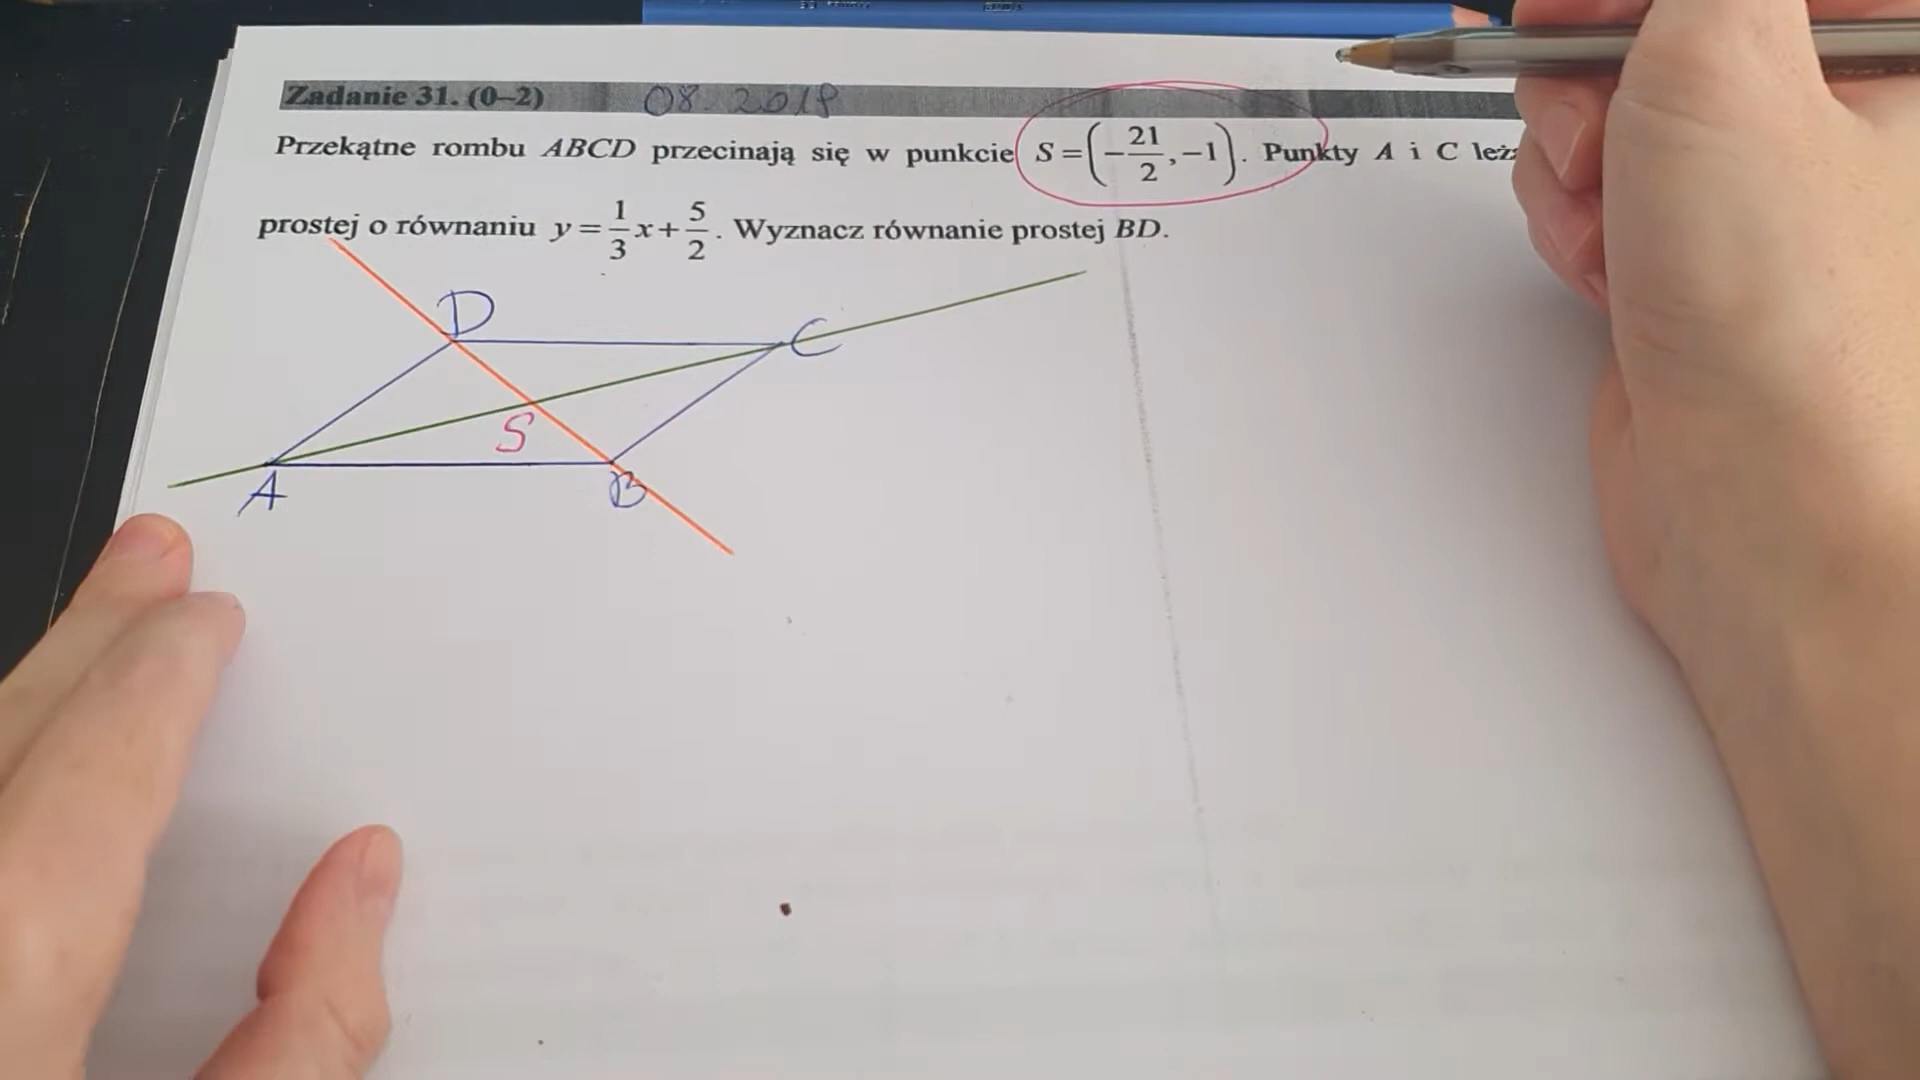 Zadanie 31. (0–2) 08.2019
Przekątne rombu ABCD przecinają się w punkcie S=(-21/2,-1). Punkty A i C
prostej o równaniu y=1/3x+5/2. Wyznacz równanie prostej BD.
D
C
S
A
B